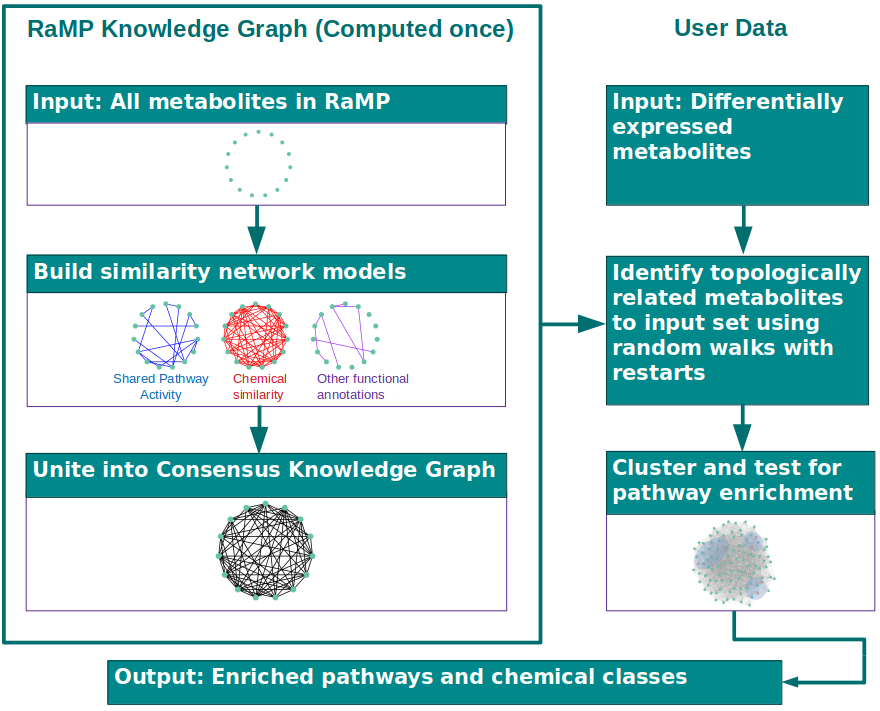 RaMP Knowledge Graph (Computed once)
Input: All metabolites in RaMP
Build similarity network models
Shared Pathway
Activity
Chemical
similarity
Other functional
annotations
Unite into Consensus Knowledge Graph
User Data
Input: Differentially
expressed
metabolites
Identify topologically
related metabolites
to input set using
random walks with
restarts
Cluster and test for
pathway enrichment
Output: Enriched pathways and chemical classes